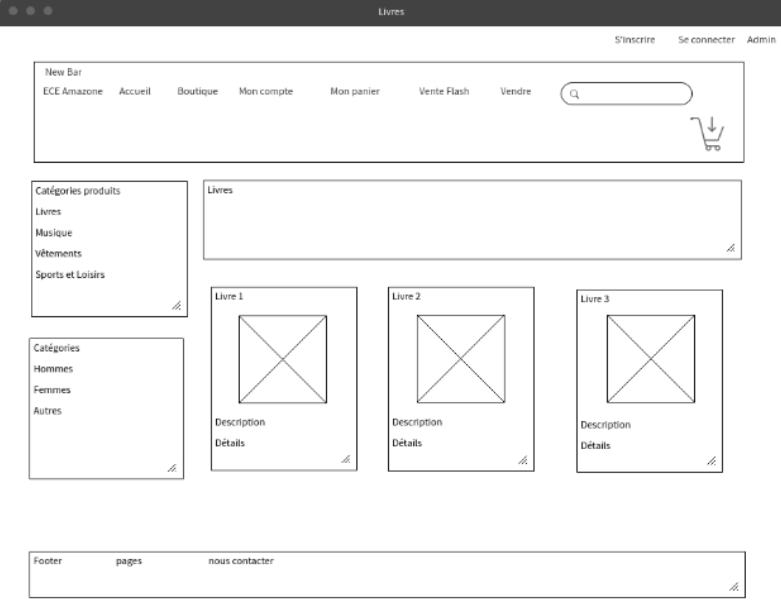 Livres
S'inscrire Se connecter Admin
New Bar
ECE Amazone Accueil Boutique Mon compte Mon panier Vente Flash Vendre
Catégories produits
Livres
Musique
Vêtements
Sports et Loisirs
Livres
Catégories
Hommes
Femmes
Autres
Livre 1
Description
Détails
Livre 2
Description
Détails
Livre 3
Description
Détails
Footer pages nous contacter